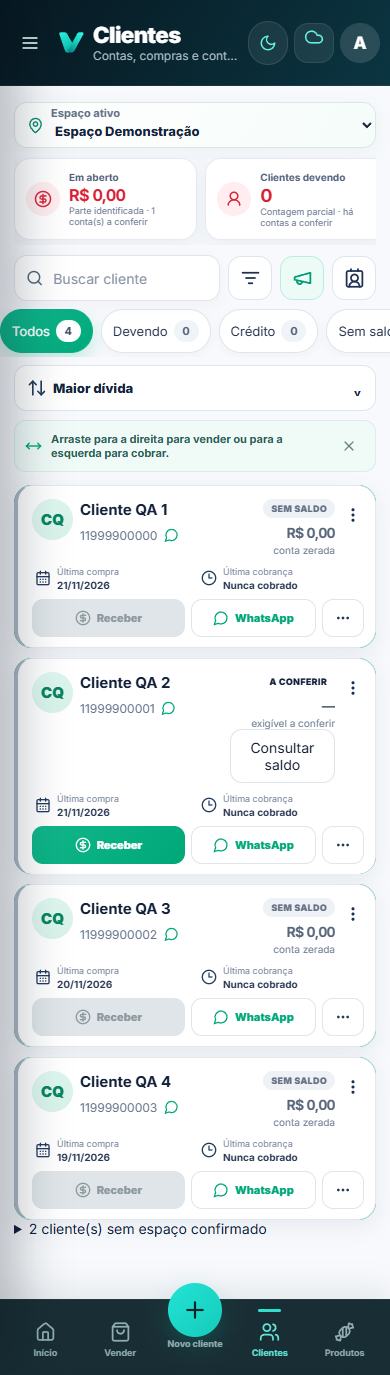 Clientes
Contas, compras e cont...
A
Espaço ativo
Espaço Demonstração
Em aberto
R$ 0,00
Parte identificada · 1
conta(s) a conferir
Clientes devendo
0
Contagem parcial · há
contas a conferir
Buscar cliente
Todos 4
Devendo 0
Crédito 0
Sem salc
Maior dívida
Arraste para a direita para vender ou para a
esquerda para cobrar.
CQ
Cliente QA 1
11999900000
SEM SALDO
R$ 0,00
conta zerada
Última compra
21/11/2026
Última cobrança
Nunca cobrado
Receber
WhatsApp
CQ
Cliente QA 2
11999900001
A CONFERIR
—
exigível a conferir
Consultar
saldo
Última compra
21/11/2026
Última cobrança
Nunca cobrado
Receber
WhatsApp
CQ
Cliente QA 3
11999900002
SEM SALDO
R$ 0,00
conta zerada
Última compra
20/11/2026
Última cobrança
Nunca cobrado
Receber
WhatsApp
CQ
Cliente QA 4
11999900003
SEM SALDO
R$ 0,00
conta zerada
Última compra
19/11/2026
Última cobrança
Nunca cobrado
Receber
WhatsApp
2 cliente(s) sem espaço confirmado
Início
Vender
Novo cliente
Clientes
Produtos